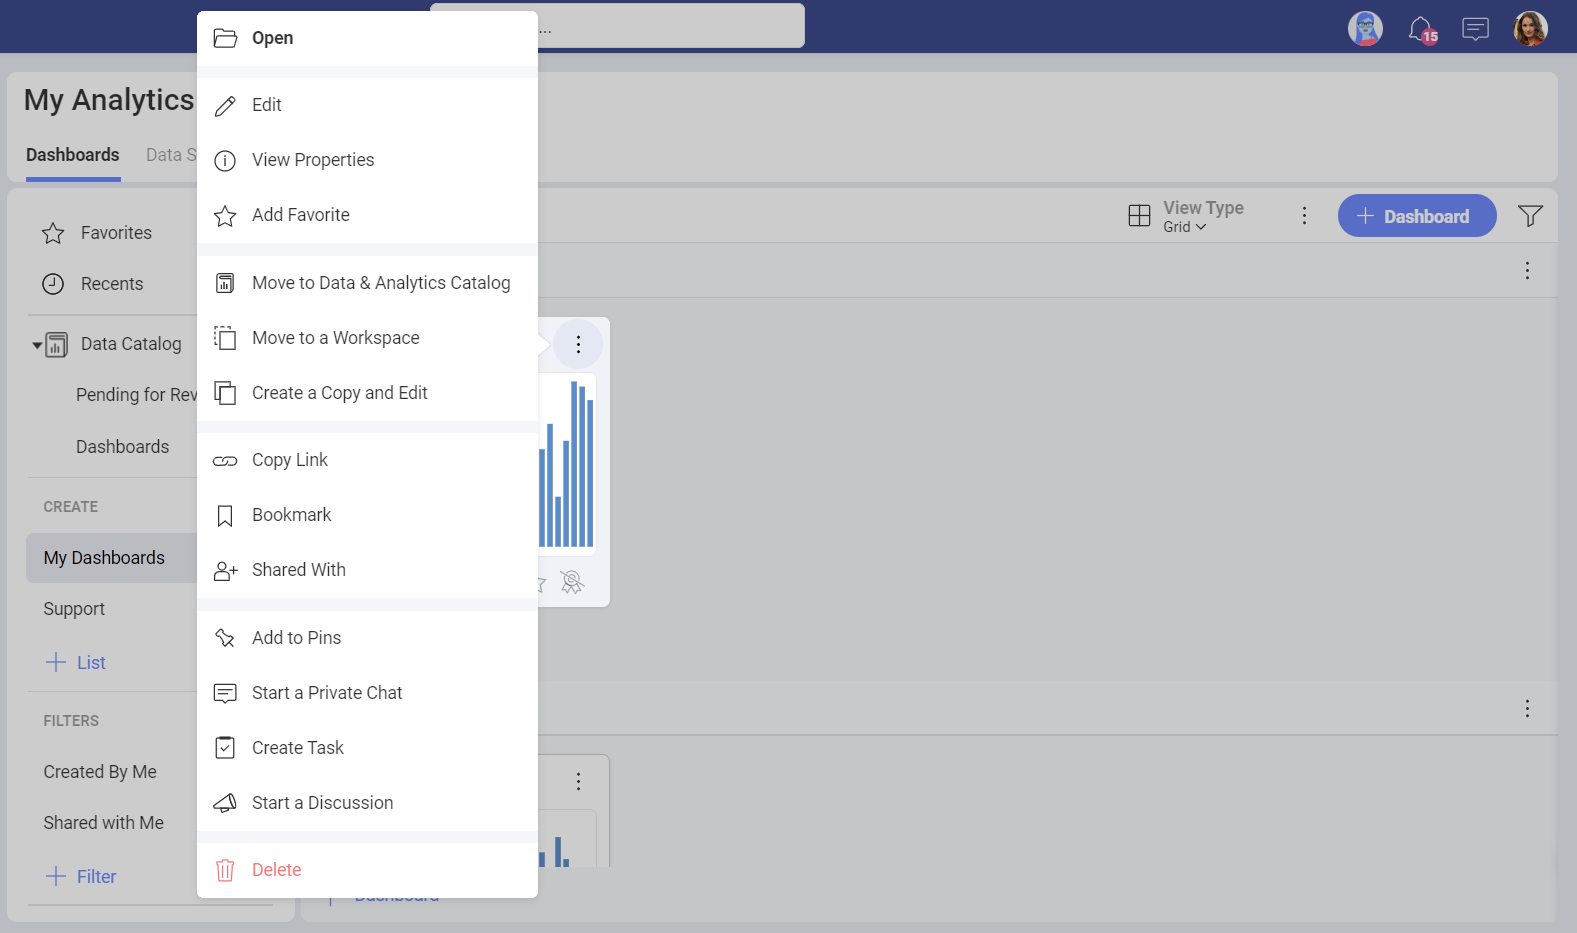 ...
15
My Analytics
Dashboards
Data S
Favorites
Recents
Data Catalog
Pending for Rev
Dashboards
CREATE
My Dashboards
Support
List
FILTERS
Created By Me
Shared with Me
Filter
Open
Edit
View Properties
Add Favorite
Move to Data & Analytics Catalog
Move to a Workspace
Create a Copy and Edit
Copy Link
Bookmark
Shared With
Add to Pins
Start a Private Chat
Create Task
Start a Discussion
Delete
View Type
Grid
Dashboard
Dashboard